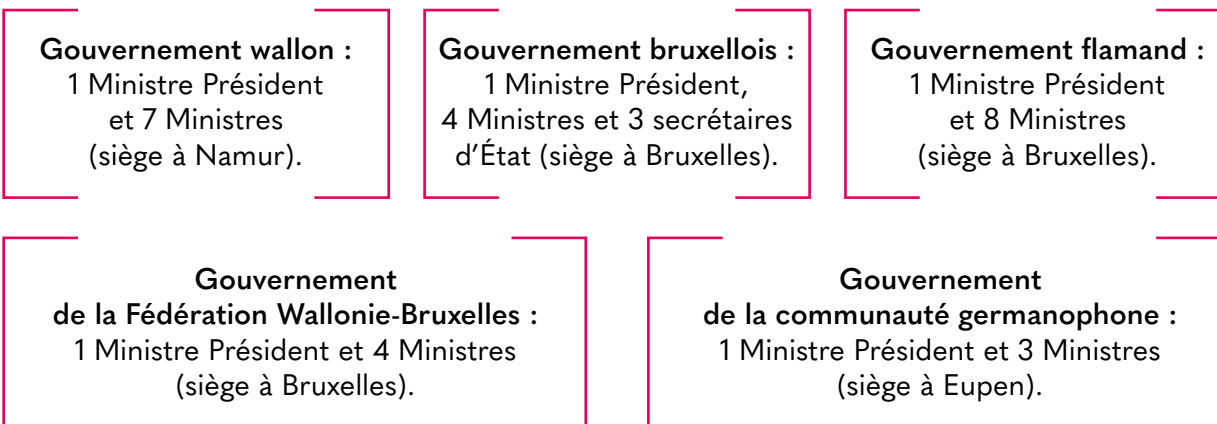 Gouvernement wallon :
1 Ministre Président
et 7 Ministres
(siège à Namur).
Gouvernement bruxellois :
1 Ministre Président,
4 Ministres et 3 secrétaires
d’État (siège à Bruxelles).
Gouvernement flamand :
1 Ministre Président
et 8 Ministres
(siège à Bruxelles).
Gouvernement
de la Fédération Wallonie-Bruxelles :
1 Ministre Président et 4 Ministres
(siège à Bruxelles).
Gouvernement
de la communauté germanophone :
1 Ministre Président et 3 Ministres
(siège à Eupen).